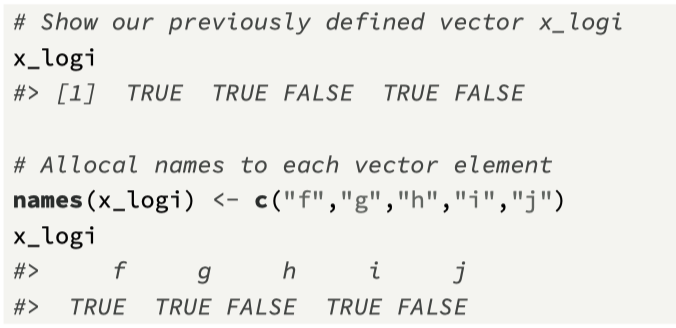 # Show our previously defined vector x_logi
x_logi
#> [1]  TRUE  TRUE FALSE  TRUE FALSE
# Allocal names to each vector element
names(x_logi) <- c("f","g","h","i","j")
x_logi
#>     f     g     h     i     j
#>  TRUE  TRUE FALSE  TRUE FALSE